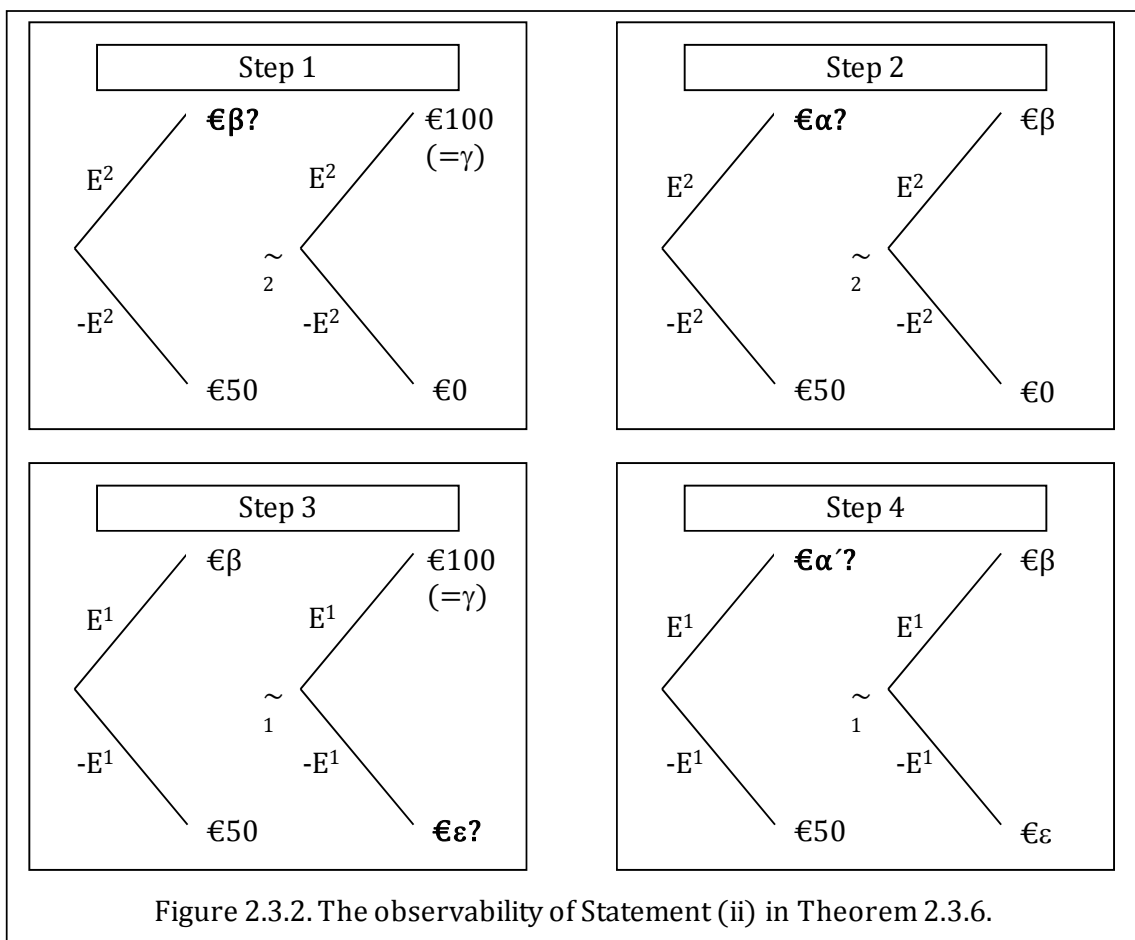 Step 1
€β? €100
(=γ)
E² E²
~
2
-E² -E²
€50 €0
Step 2
€α? €β
E² E²
~
2
-E² -E²
€50 €0
Step 3
€β €100
(=γ)
E¹ E¹
~
1
-E¹ -E¹
€50 €ε?
Step 4
€α´? €β
E¹ E¹
~
1
-E¹ -E¹
€50 €ε
Figure 2.3.2. The observability of Statement (ii) in Theorem 2.3.6.